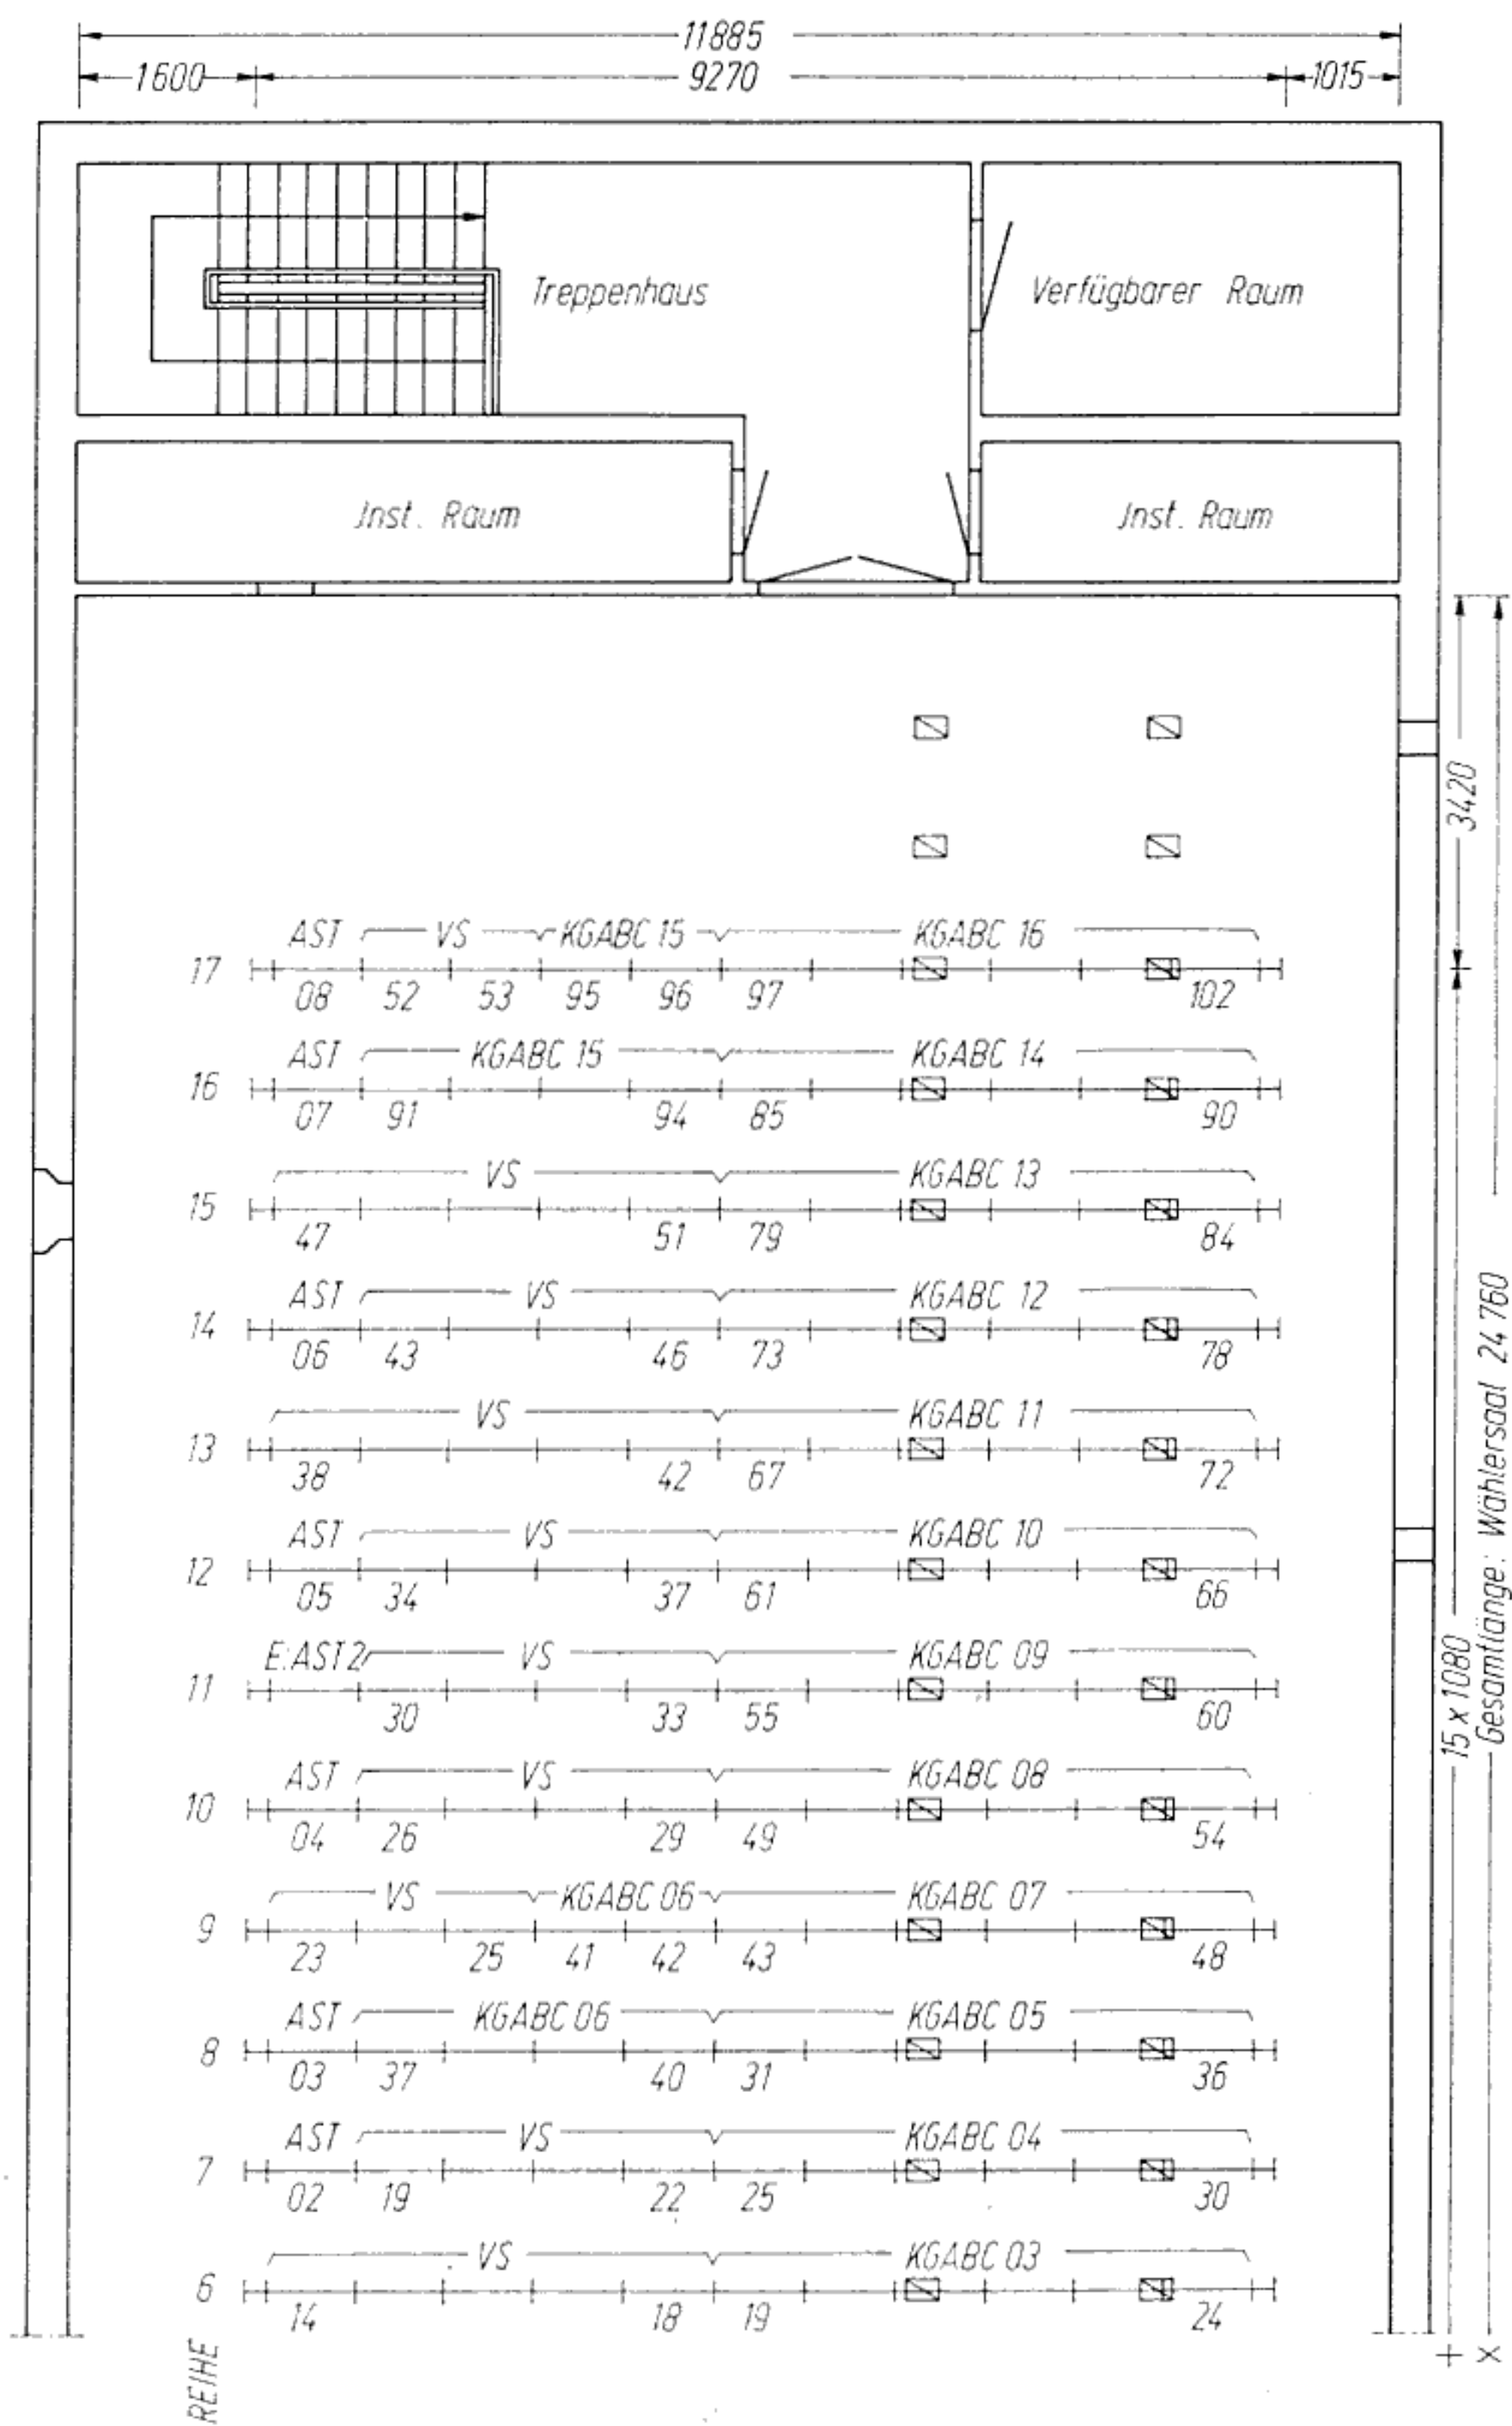 11885
1600 9270 1015
Treppenhaus Verfügbarer Raum
Jnst. Raum Jnst. Raum
3420
AST VS KGABC 15 KGABC 16
17
08 52 53 95 96 97 102
AST KGABC 15 KGABC 14
16
07 91 94 85 90
VS KGABC 13
15
47 51 79 84
AST VS KGABC 12
14
06 43 46 73 78
VS KGABC 11
13
38 42 67 72
AST VS KGABC 10
12
05 34 37 61 66
E:AST2 VS KGABC 09
11
30 33 55 60
AST VS KGABC 08
10
04 26 29 49 54
VS KGABC 06 KGABC 07
9
23 25 41 42 43 48
AST KGABC 06 KGABC 05
8
03 37 40 31 36
AST VS KGABC 04
7
02 19 22 25 30
VS KGABC 03
6
14 18 19 24
REIHE
15 x 1080
Gesamtlänge: Wählersaal 24 760
+ X